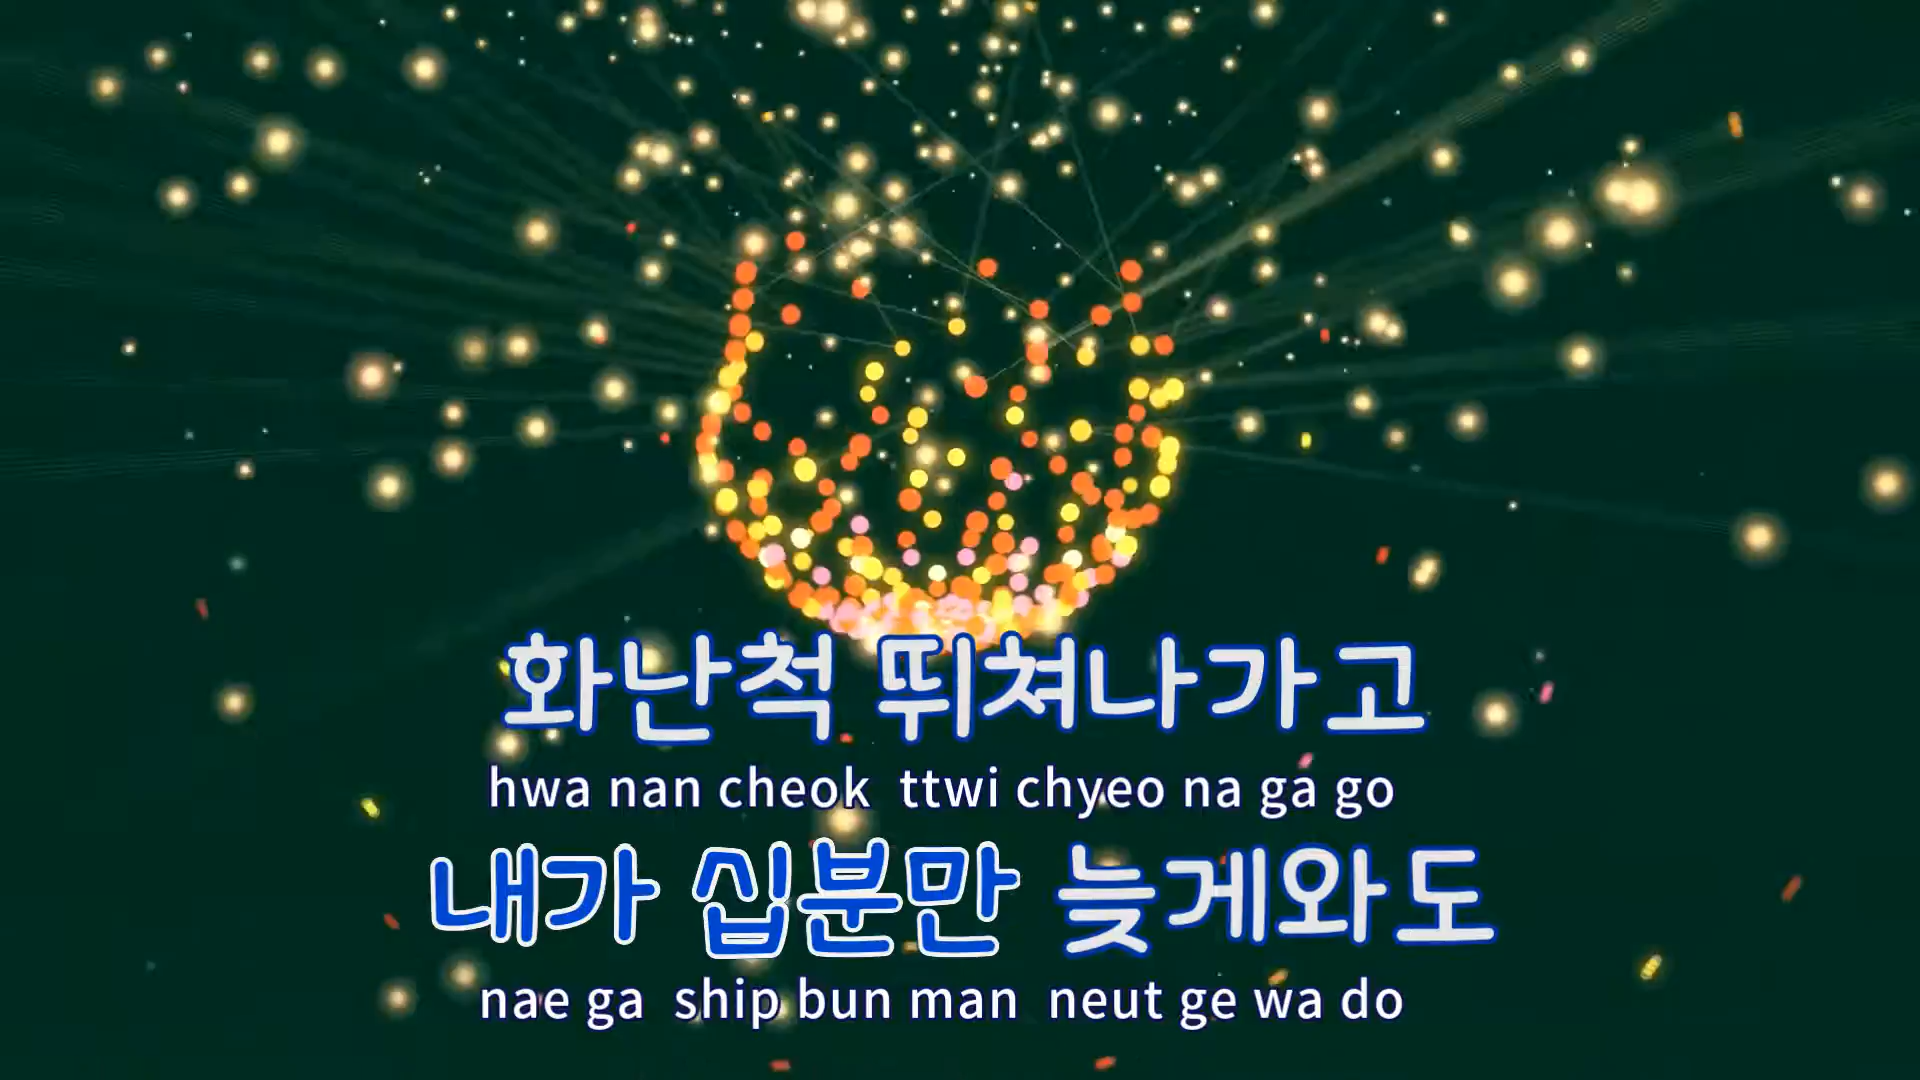 화난척 뛰쳐나가고
hwa nan cheok ttwi chyeo na ga go
내가 십분만 늦게와도
nae ga ship bun man neut ge wa do